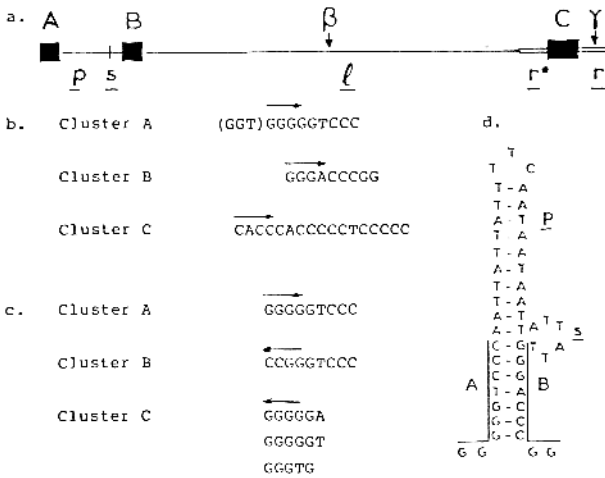 a. A B β C γ
p s l r* r
b. Cluster A (GGT)GGGGGTCCC
Cluster B GGGACCCGG
Cluster C CACCCACCCCCTCCCCC
c. Cluster A GGGGGTCCC
Cluster B CCGGGTCCC
Cluster C GGGGGA
GGGGGT
GGGTG
d.
T
T C
T - A
T - A
A - T p
T - A
T - A
A - T
T - A
T - A
A - T T T
A - T A T s
C - G T A
C - G T
C - G
A T - A B
G - C
G - C
G - C
G G G G